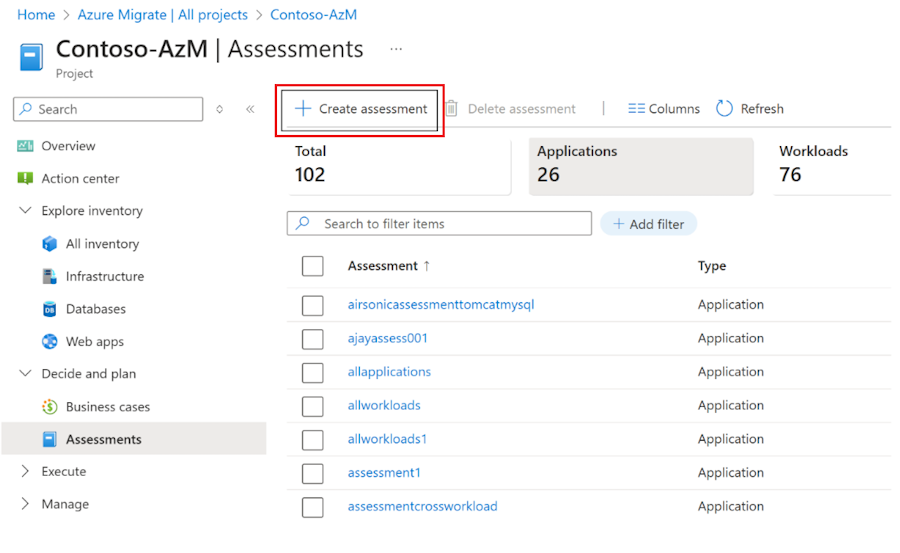 Home > Azure Migrate | All projects > Contoso-AzM
Contoso-AzM | Assessments ...
Project
Search
Overview
Action center
Explore inventory
All inventory
Infrastructure
DB Databases
Web apps
Decide and plan
Business cases
Assessments
Execute
Manage
+ Create assessment Delete assessment | Columns Refresh
Total Applications Workloads
102 26 76
Search to filter items + Add filter
Assessment ↑ Type
airsonicassessmenttomcatmysql Application
ajayassess001 Application
allapplications Application
allworkloads Application
allworkloads1 Application
assessment1 Application
assessmentcrossworkload Application